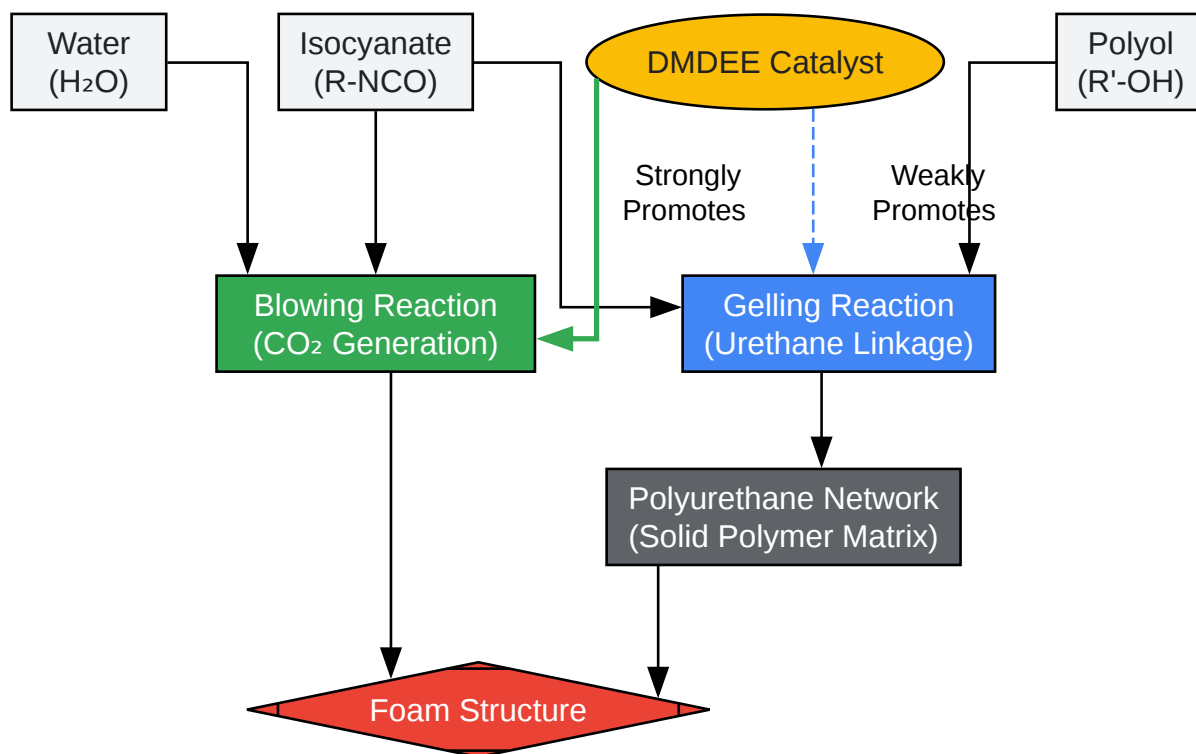 Water
(H₂O)
Isocyanate
(R-NCO)
DMDEE Catalyst
Polyol
(R'-OH)
Strongly
Promotes
Weakly
Promotes
Blowing Reaction
(CO₂ Generation)
Gelling Reaction
(Urethane Linkage)
Polyurethane Network
(Solid Polymer Matrix)
Foam Structure